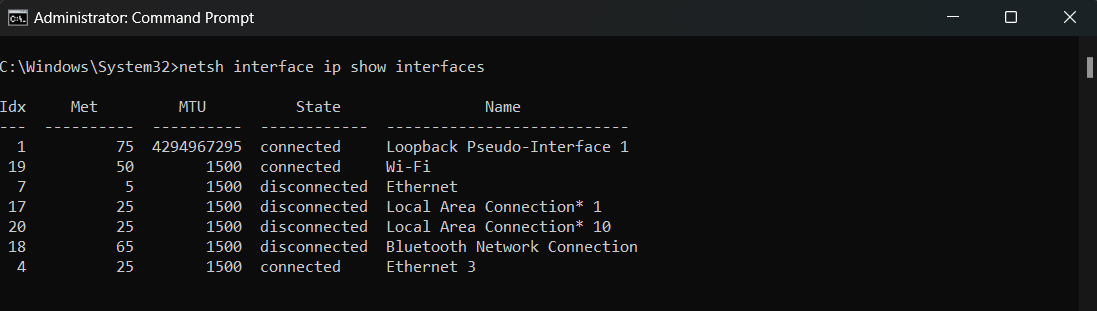 Administrator: Command Prompt
C:\Windows\System32>netsh interface ip show interfaces
Idx     Met         MTU          State                Name
---  ----------  ----------  ------------  ---------------------------
  1          75  4294967295  connected     Loopback Pseudo-Interface 1
 19          50        1500  connected     Wi-Fi
  7           5        1500  disconnected  Ethernet
 17          25        1500  disconnected  Local Area Connection* 1
 20          25        1500  disconnected  Local Area Connection* 10
 18          65        1500  disconnected  Bluetooth Network Connection
  4          25        1500  connected     Ethernet 3